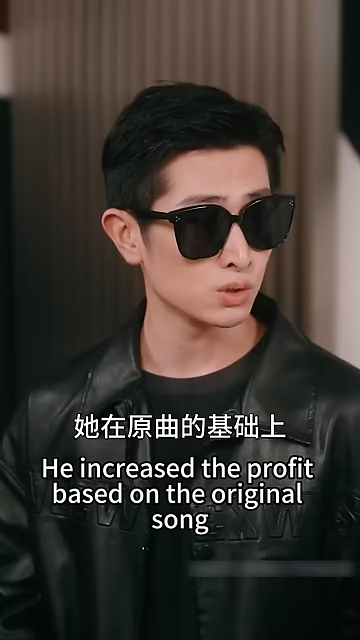 她在原曲的基础上
He increased the profit
based on the original
song